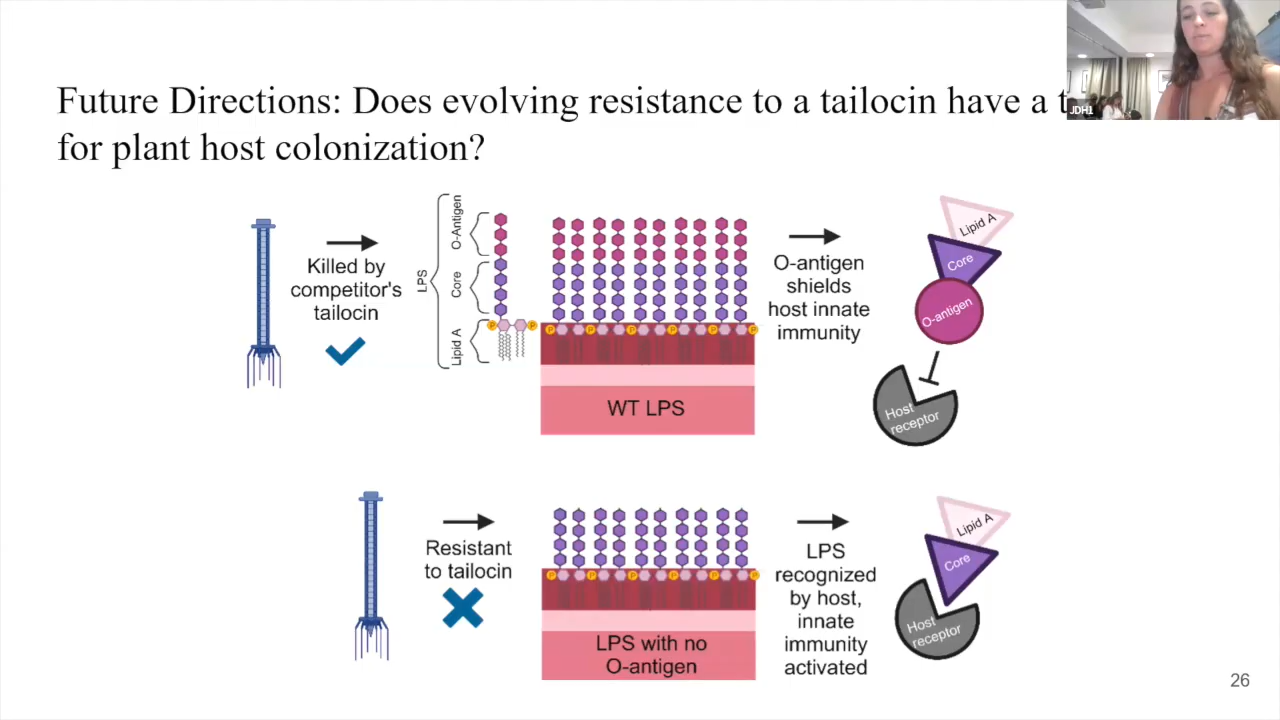 Future Directions: Does evolving resistance to a tailocin have a
for plant host colonization?
JDH1
Killed by
competitor's
tailocin
LPS
O-Antigen
Core
Lipid A
P
P
P P P P P P
WT LPS
O-antigen
shields
host innate
immunity
Lipid A
Core
O-antigen
Host
receptor
Resistant
to tailocin
P P P P P P
LPS with no
O-antigen
LPS
recognized
by host,
innate
immunity
activated
Lipid A
Core
Host
receptor
26